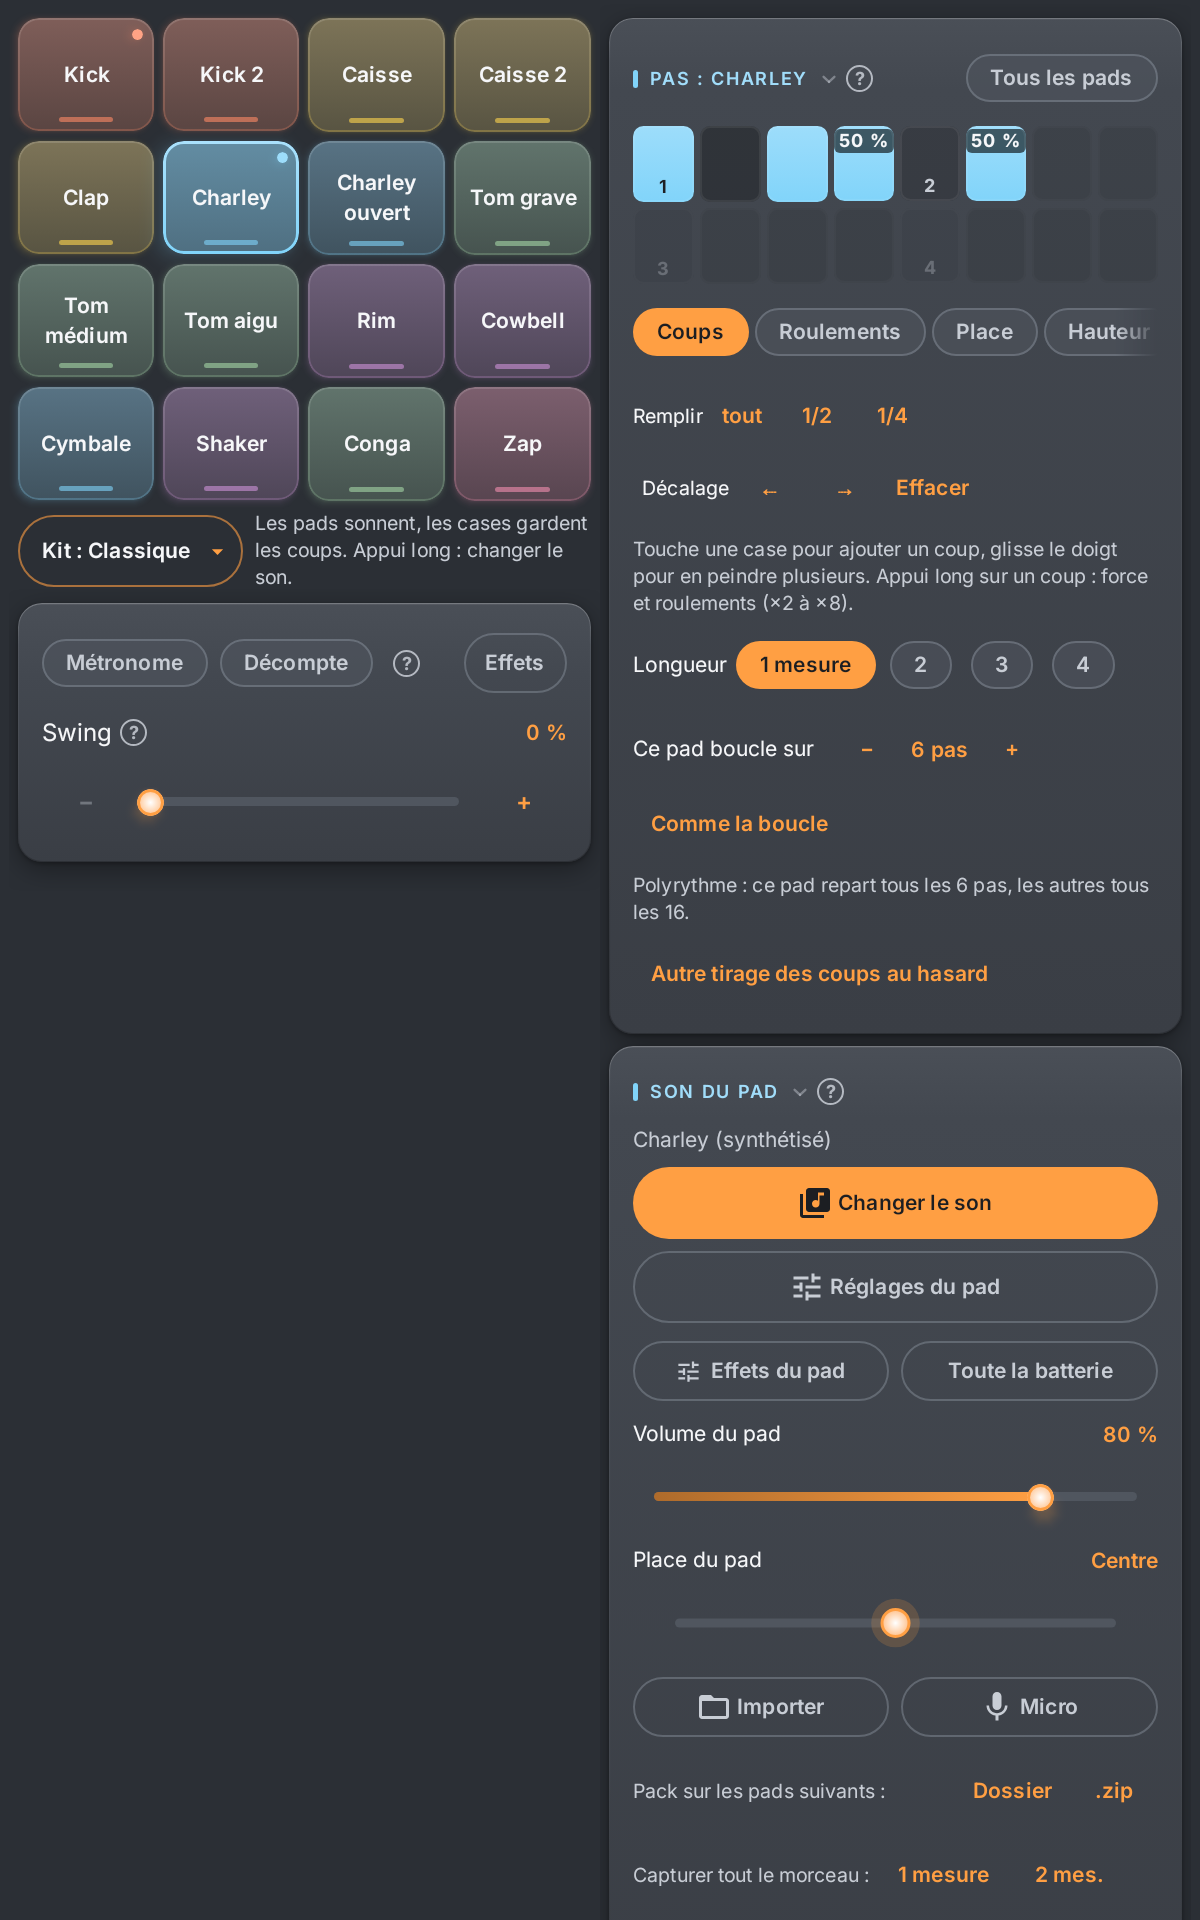 Kick
Kick 2
Caisse
Caisse 2
Clap
Charley
Charley
ouvert
Tom grave
Tom
médium
Tom aigu
Rim
Cowbell
Cymbale
Shaker
Conga
Zap
Kit : Classique
Les pads sonnent, les cases gardent
les coups. Appui long : changer le
son.
Métronome
Décompte
?
Effets
Swing ?
0 %
−
+
PAS : CHARLEY
?
Tous les pads
1
50 %
2
50 %
3
4
Coups
Roulements
Place
Hauteur
Remplir tout 1/2 1/4
Décalage ← → Effacer
Touche une case pour ajouter un coup, glisse le doigt
pour en peindre plusieurs. Appui long sur un coup : force
et roulements (×2 à ×8).
Longueur 1 mesure 2 3 4
Ce pad boucle sur − 6 pas +
Comme la boucle
Polyrythme : ce pad repart tous les 6 pas, les autres tous
les 16.
Autre tirage des coups au hasard
SON DU PAD
?
Charley (synthétisé)
Changer le son
Réglages du pad
Effets du pad
Toute la batterie
Volume du pad
80 %
Place du pad
Centre
Importer
Micro
Pack sur les pads suivants : Dossier .zip
Capturer tout le morceau : 1 mesure 2 mes.